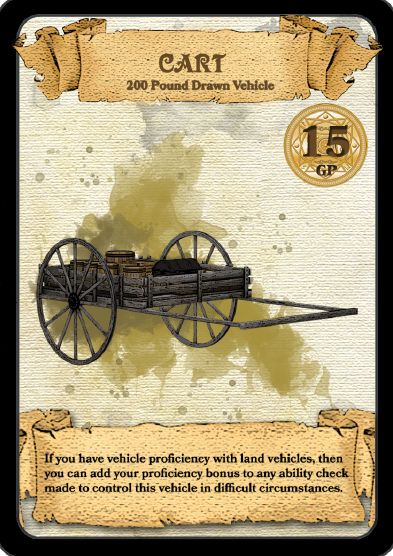 CART
200 Pound Drawn Vehicle
15
GP
If you have vehicle proficiency with land vehicles, then
you can add your proficiency bonus to any ability check
made to control this vehicle in difficult circumstances.